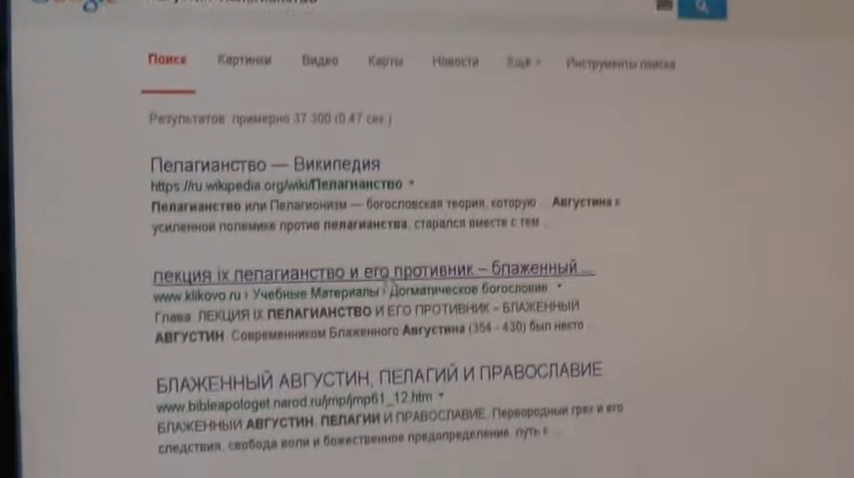 Поиск Картинки Видео Карты Новости Ещё Инструменты поиска
Результатов: примерно 37 300 (0,47 сек.)
Пелагианство — Википедия
https://ru.wikipedia.org/wiki/Пелагианство
Пелагианство или Пелагионизм — богословская теория, которую ... Августина к
усиленной полемике против пелагианства, старался вместе с тем ...
лекция ix пелагианство и его противник – блаженный ...
www.klikovo.ru › Учебные Материалы › Догматическое богословие
Глава: ЛЕКЦИЯ IX ПЕЛАГИАНСТВО И ЕГО ПРОТИВНИК – БЛАЖЕННЫЙ
АВГУСТИН. Современником Блаженного Августина (354 - 430) был некто ...
БЛАЖЕННЫЙ АВГУСТИН, ПЕЛАГИЙ И ПРАВОСЛАВИЕ
www.bibleapologet.narod.ru/jmp/jmp61_12.htm
БЛАЖЕННЫЙ АВГУСТИН, ПЕЛАГИЙ И ПРАВОСЛАВИЕ. Первородный грех и его
следствия, свобода воли и божественное предопределение, путь к ...